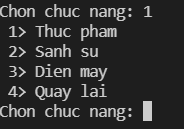 Chon chuc nang: 1
1> Thuc pham
2> Sanh su
3> Dien may
4> Quay lai
Chon chuc nang: